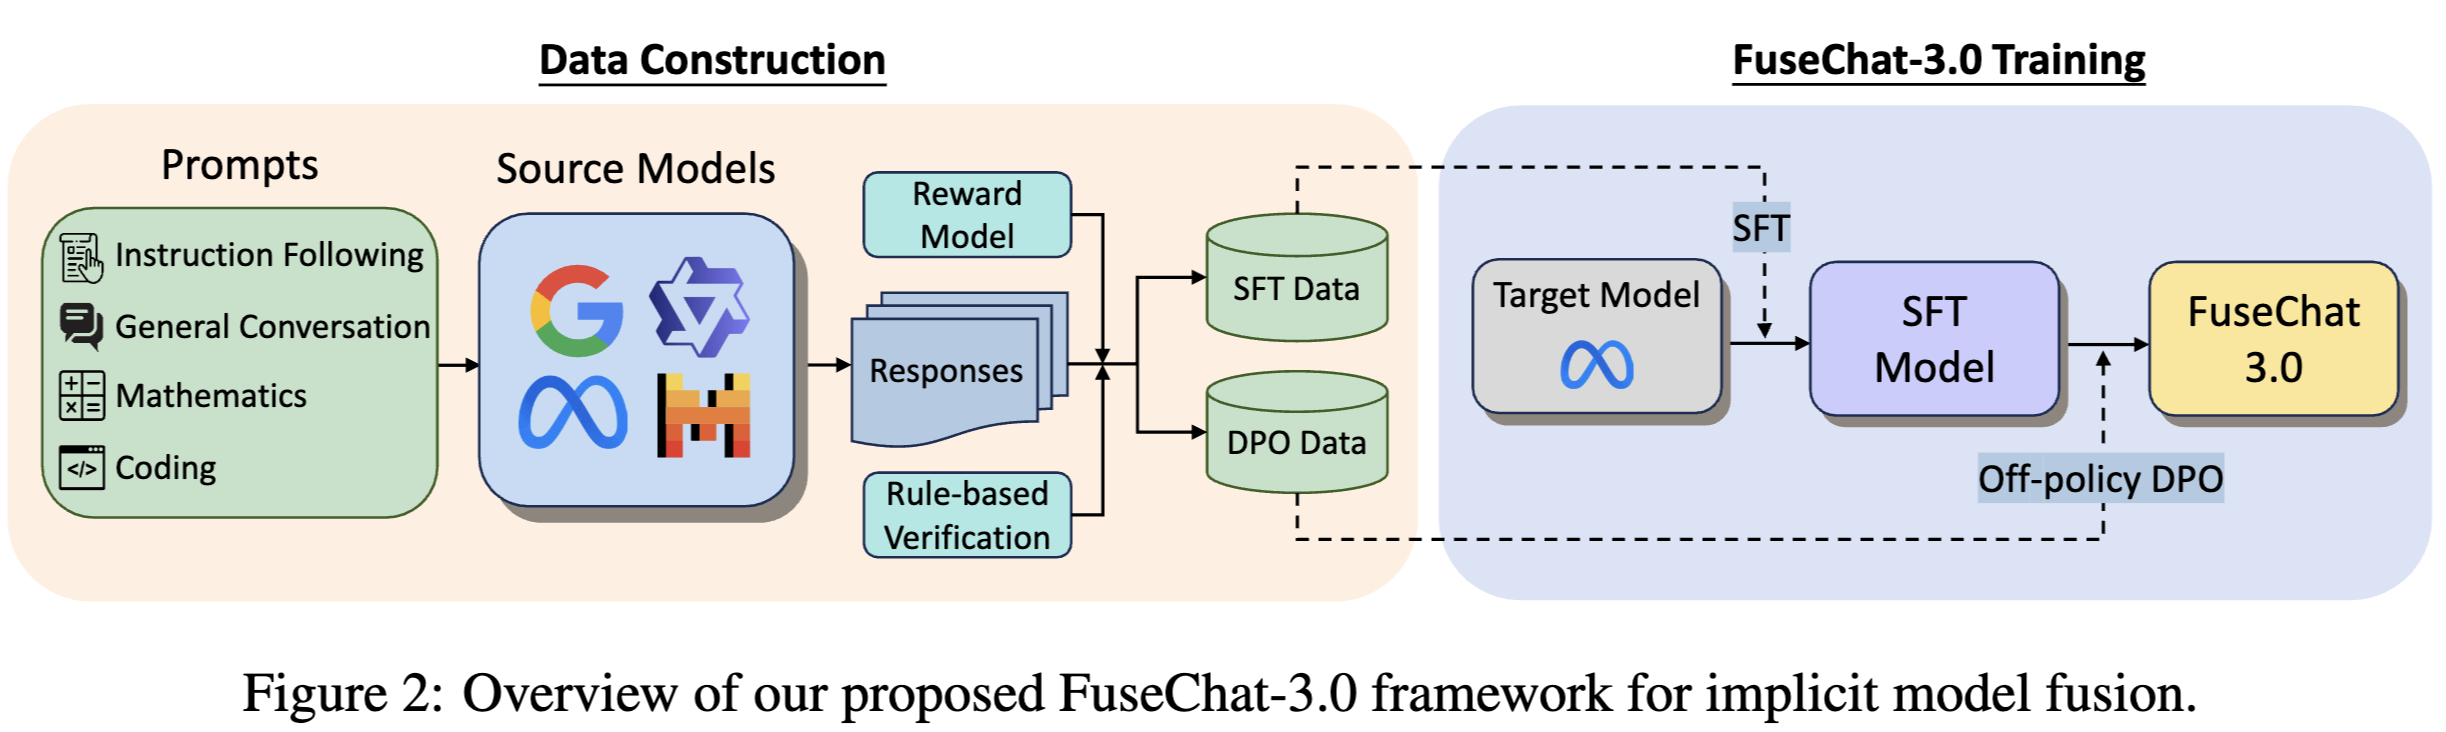 Data Construction
FuseChat-3.0 Training
Prompts
Instruction Following
General Conversation
Mathematics
Coding
Source Models
Reward
Model
Responses
Rule-based
Verification
SFT Data
DPO Data
SFT
Target Model
SFT
Model
Off-policy DPO
FuseChat
3.0
Figure 2: Overview of our proposed FuseChat-3.0 framework for implicit model fusion.